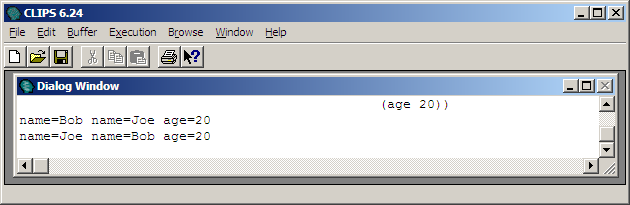 CLIPS 6.24
File Edit Buffer Execution Browse Window Help
Dialog Window
(age 20))
name=Bob name=Joe age=20
name=Joe name=Bob age=20